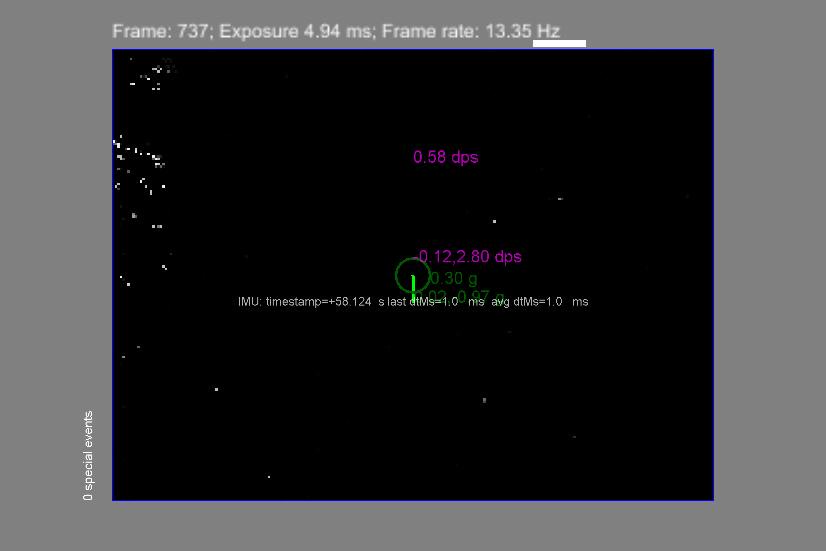 Frame: 737; Exposure 4.94 ms; Frame rate: 13.35 Hz
0.58 dps
-0.12,2.80 dps
0.30 g
IMU: timestamp=+58.124 s last dtMs=1.0 ms avg dtMs=1.0 ms
0 special events